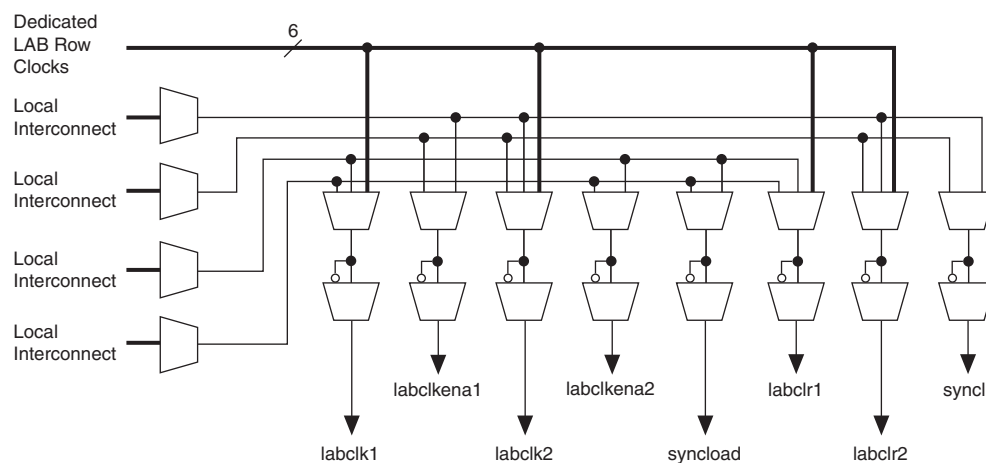 Dedicated
LAB Row
Clocks
6
Local
Interconnect
Local
Interconnect
Local
Interconnect
Local
Interconnect
labclkena1
labclkena2
labclr1
syncl
labclk1
labclk2
syncload
labclr2